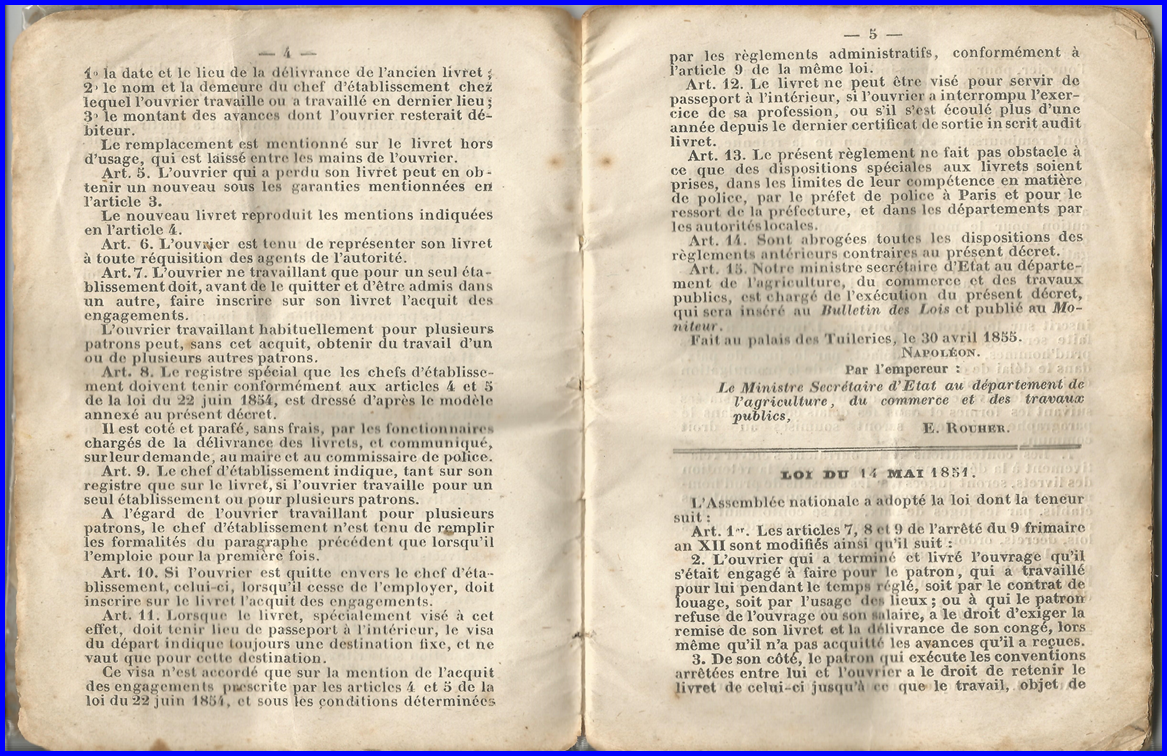 — 4 —
1° la date et le lieu de la délivrance de l'ancien livret ;
2° le nom et la demeure du chef d'établissement chez
lequel l'ouvrier travaille ou a travaillé en dernier lieu ;
3° le montant des avances dont l'ouvrier resterait dé-
biteur.
Le remplacement est mentionné sur le livret hors
d'usage, qui est laissé entre les mains de l'ouvrier.
Art. 5. L'ouvrier qui a perdu son livret peut en ob-
tenir un nouveau sous les garanties mentionnées en
l'article 3.
Le nouveau livret reproduit les mentions indiquées
en l'article 4.
Art. 6. L'ouvrier est tenu de représenter son livret
à toute réquisition des agents de l'autorité.
Art. 7. L'ouvrier ne travaillant que pour un seul éta-
blissement doit, avant de le quitter et d'être admis dans
un autre, faire inscrire sur son livret l'acquit des
engagements.
L'ouvrier travaillant habituellement pour plusieurs
patrons peut, sans cet acquit, obtenir du travail d'un
ou de plusieurs autres patrons.
Art. 8. Le registre spécial que les chefs d'établisse-
ment doivent tenir conformément aux articles 4 et 5
de la loi du 22 juin 1854, est dressé d'après le modèle
annexé au présent décret.
Il est coté et parafé, sans frais, par les fonctionnaires
chargés de la délivrance des livrets, et communiqué,
sur leur demande, au maire et au commissaire de police.
Art. 9. Le chef d'établissement indique, tant sur son
registre que sur le livret, si l'ouvrier travaille pour un
seul établissement ou pour plusieurs patrons.
A l'égard de l'ouvrier travaillant pour plusieurs
patrons, le chef d'établissement n'est tenu de remplir
les formalités du paragraphe précédent que lorsqu'il
l'emploie pour la première fois.
Art. 10. Si l'ouvrier est quitte envers le chef d'éta-
blissement, celui-ci, lorsqu'il cesse de l'employer, doit
inscrire sur le livret l'acquit des engagements.
Art. 11. Lorsque le livret, spécialement visé à cet
effet, doit tenir lieu de passeport à l'intérieur, le visa
du départ indique toujours une destination fixe, et ne
vaut que pour cette destination.
Ce visa n'est accordé que sur la mention de l'acquit
des engagements prescrite par les articles 4 et 5 de la
loi du 22 juin 1854, et sous les conditions déterminées
— 5 —
par les règlements administratifs, conformément à
l'article 9 de la même loi.
Art. 12. Le livret ne peut être visé pour servir de
passeport à l'intérieur, si l'ouvrier a interrompu l'exer-
cice de sa profession, ou s'il s'est écoulé plus d'une
année depuis le dernier certificat de sortie inscrit audit
livret.
Art. 13. Le présent règlement ne fait pas obstacle à
ce que des dispositions spéciales aux livrets soient
prises, dans les limites de leur compétence en matière
de police, par le préfet de police à Paris et pour le
ressort de la préfecture, et dans les départements par
les autorités locales.
Art. 14. Sont abrogées toutes les dispositions des
règlements antérieurs contraires au présent décret.
Art. 15. Notre ministre secrétaire d'Etat au départe-
ment de l'agriculture, du commerce et des travaux
publics, est chargé de l'exécution du présent décret,
qui sera inséré au Bulletin des Lois et publié au Mo-
niteur.
Fait au palais des Tuileries, le 30 avril 1855.
NAPOLÉON.
Par l'empereur :
Le Ministre Secrétaire d'Etat au département de
l'agriculture, du commerce et des travaux
publics,
E. ROUHER.
LOI DU 14 MAI 1851.
L'Assemblée nationale a adopté la loi dont la teneur
suit :
Art. 1er. Les articles 7, 8 et 9 de l'arrêté du 9 frimaire
an XII sont modifiés ainsi qu'il suit :
2. L'ouvrier qui a terminé et livré l'ouvrage qu'il
s'était engagé à faire pour le patron, qui a travaillé
pour lui pendant le temps réglé, soit par le contrat de
louage, soit par l'usage des lieux ; ou à qui le patron
refuse de l'ouvrage ou son salaire, a le droit d'exiger la
remise de son livret et la délivrance de son congé, lors
même qu'il n'a pas acquitté les avances qu'il a reçues.
3. De son côté, le patron qui exécute les conventions
arrêtées entre lui et l'ouvrier a le droit de retenir le
livret de celui-ci jusqu'à ce que le travail, objet de